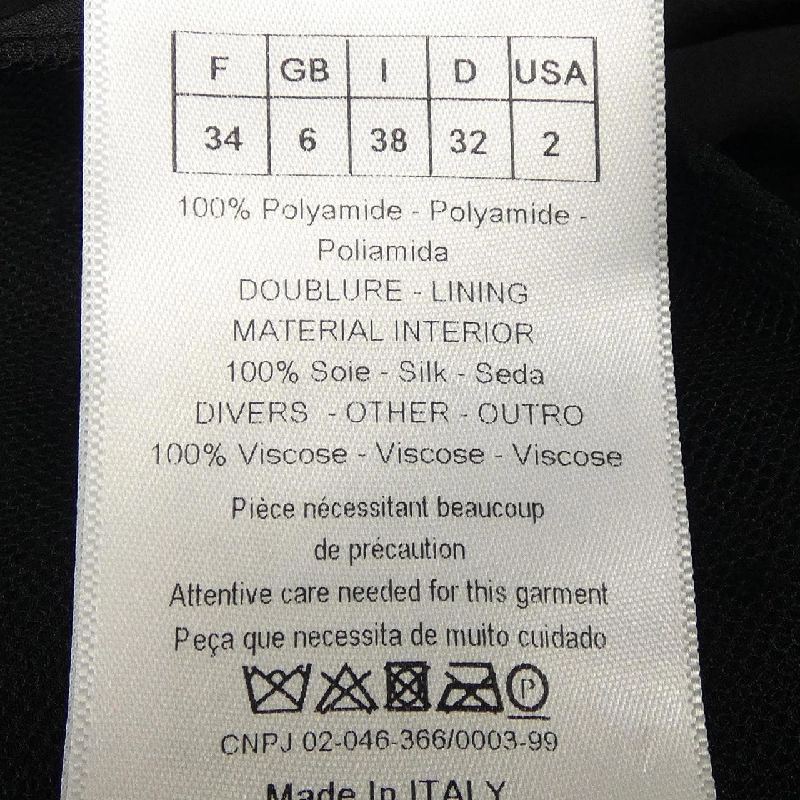 F GB I D USA
34 6 38 32 2
100% Polyamide - Polyamide -
Poliamida
DOUBLURE - LINING
MATERIAL INTERIOR
100% Soie - Silk - Seda
DIVERS - OTHER - OUTRO
100% Viscose - Viscose - Viscose
Pièce nécessitant beaucoup
de précaution
Attentive care needed for this garment
Peça que necessita de muito cuidado
P
CNPJ 02-046-366/0003-99
Made In ITALY